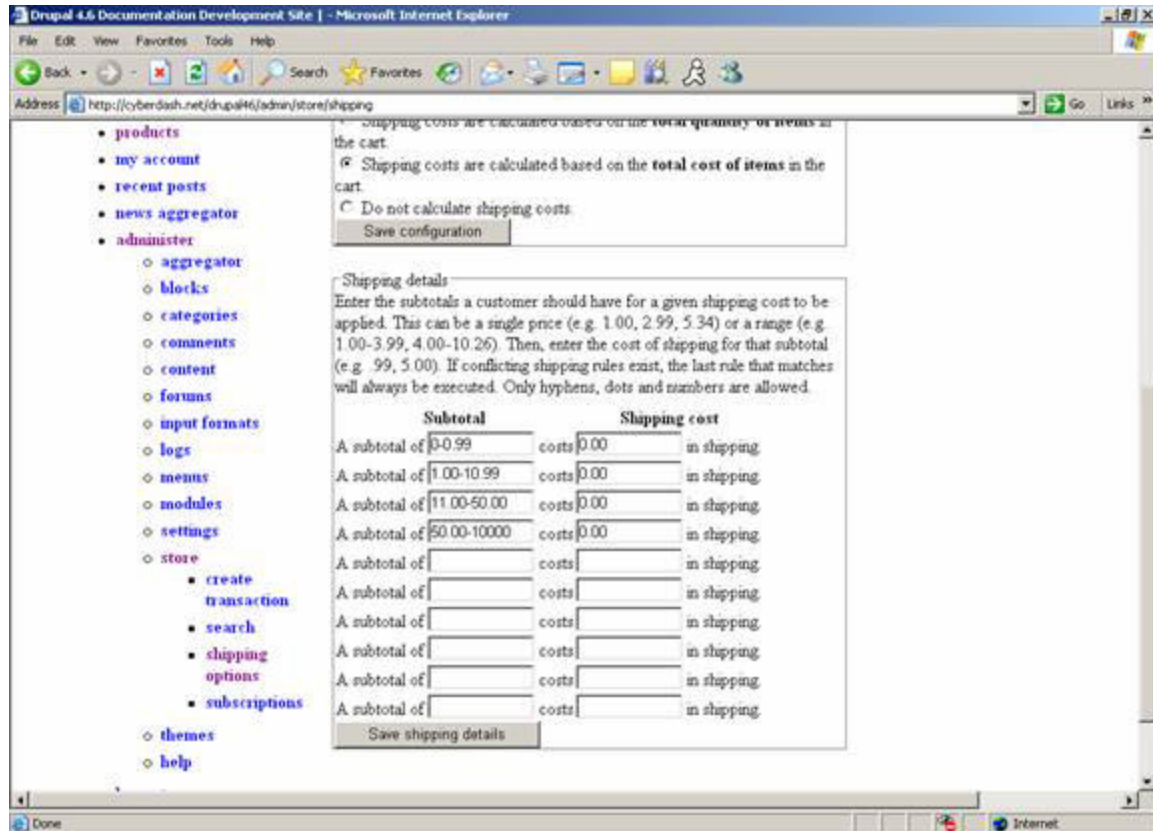 Drupal 4.6 Documentation Development Site | - Microsoft Internet Explorer
File Edit View Favorites Tools Help
Back Search Favorites
Address http://cyberdash.net/drupal46/admin/store/shipping Go Links »
products
my account
recent posts
news aggregator
administer
aggregator
blocks
categories
comments
content
forums
input formats
logs
menus
modules
settings
store
create
transaction
search
shipping
options
subscriptions
themes
help
Shipping costs are calculated based on the total quantity of items in
the cart.
Shipping costs are calculated based on the total cost of items in the
cart.
Do not calculate shipping costs.
Save configuration
Shipping details
Enter the subtotals a customer should have for a given shipping cost to be
applied. This can be a single price (e.g. 1.00, 2.99, 5.34) or a range (e.g.
1.00-3.99, 4.00-10.26). Then, enter the cost of shipping for that subtotal
(e.g. .99, 5.00). If conflicting shipping rules exist, the last rule that matches
will always be executed. Only hyphens, dots and numbers are allowed.
Subtotal Shipping cost
A subtotal of 0-0.99 costs 0.00 in shipping.
A subtotal of 1.00-10.99 costs 0.00 in shipping.
A subtotal of 11.00-50.00 costs 0.00 in shipping.
A subtotal of 50.00-10000 costs 0.00 in shipping.
A subtotal of costs in shipping.
A subtotal of costs in shipping.
A subtotal of costs in shipping.
A subtotal of costs in shipping.
A subtotal of costs in shipping.
A subtotal of costs in shipping.
Save shipping details
Done Internet